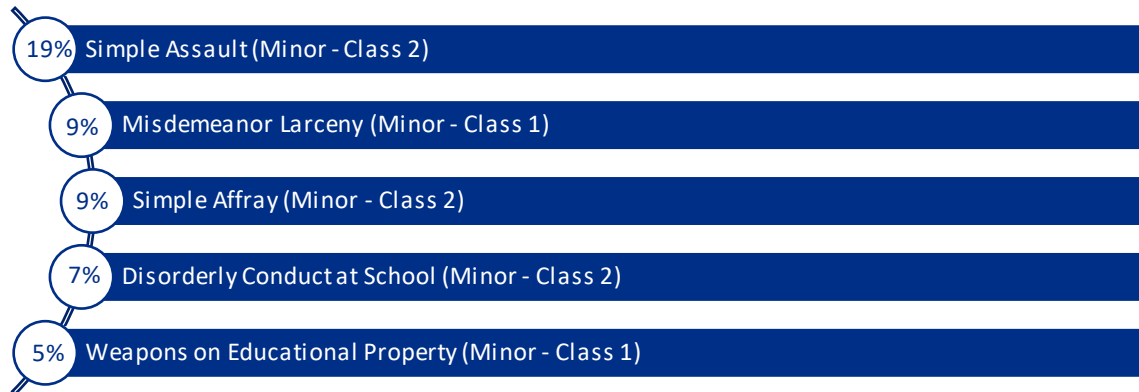 19% Simple Assault (Minor - Class 2)
9% Misdemeanor Larceny (Minor - Class 1)
9% Simple Affray (Minor - Class 2)
7% Disorderly Conduct at School (Minor - Class 2)
5% Weapons on Educational Property (Minor - Class 1)